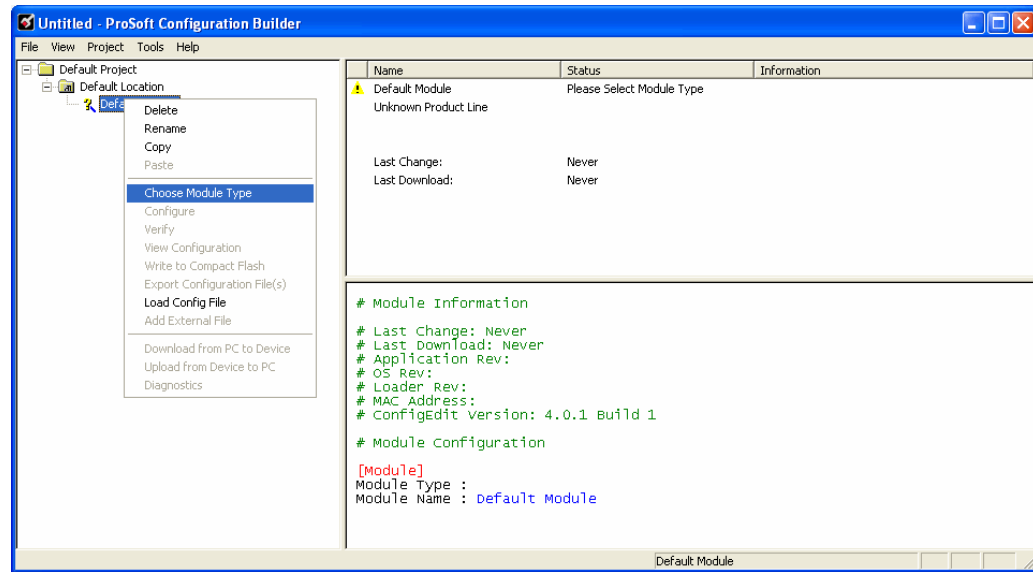 Untitled - ProSoft Configuration Builder
File View Project Tools Help
Default Project
Default Location
Defa
Delete
Rename
Copy
Paste
Choose Module Type
Configure
Verify
View Configuration
Write to Compact Flash
Export Configuration File(s)
Load Config File
Add External File
Download from PC to Device
Upload from Device to PC
Diagnostics
Name Status Information
Default Module Please Select Module Type
Unknown Product Line
Last Change: Never
Last Download: Never
# Module Information
# Last Change: Never
# Last Download: Never
# Application Rev:
# OS Rev:
# Loader Rev:
# MAC Address:
# ConfigEdit Version: 4.0.1 Build 1
# Module Configuration
[Module]
Module Type :
Module Name : Default Module
Default Module